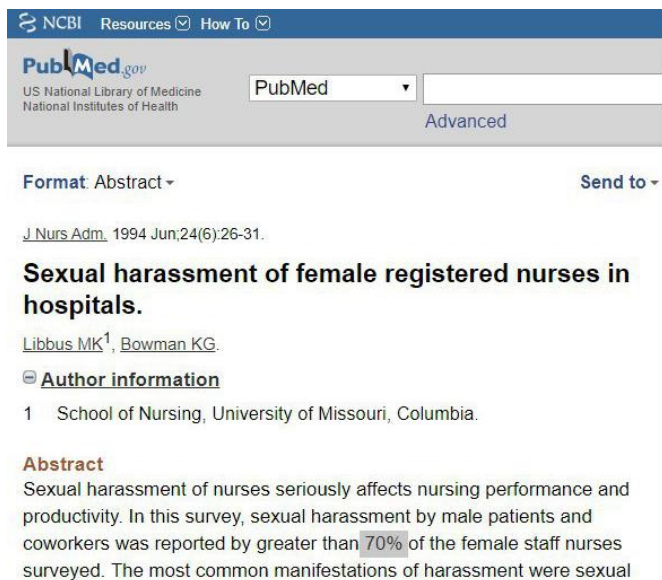 NCBI Resources How To
PubMed.gov
US National Library of Medicine
National Institutes of Health
PubMed
Advanced
Format: Abstract
Send to
J Nurs Adm. 1994 Jun;24(6):26-31.
Sexual harassment of female registered nurses in
hospitals.
Libbus MK1, Bowman KG.
Author information
1 School of Nursing, University of Missouri, Columbia.
Abstract
Sexual harassment of nurses seriously affects nursing performance and
productivity. In this survey, sexual harassment by male patients and
coworkers was reported by greater than 70% of the female staff nurses
surveyed. The most common manifestations of harassment were sexual